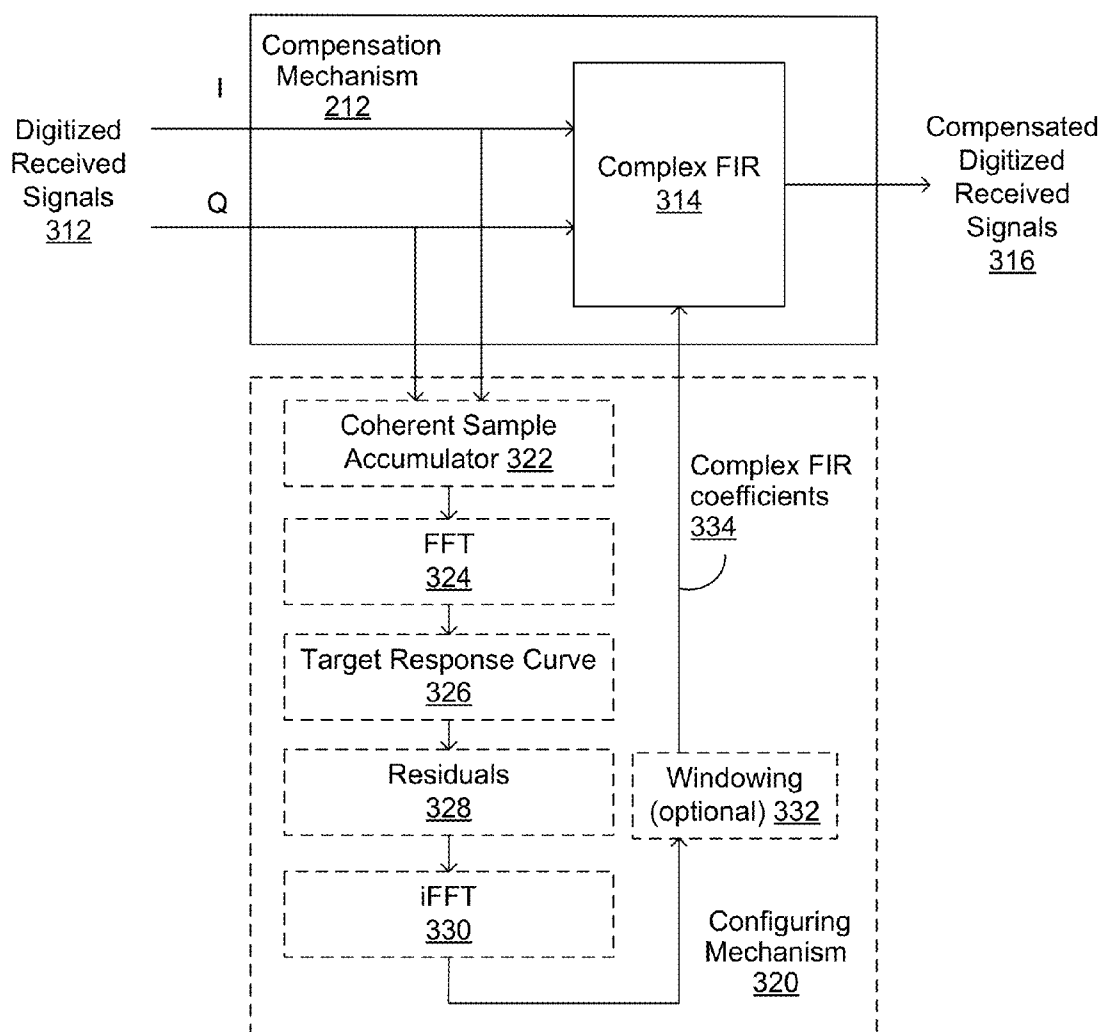 Compensation
Mechanism
212
I
Digitized
Received
Signals
312
Q
Complex FIR
314
Compensated
Digitized
Received
Signals
316
Coherent Sample
Accumulator 322
FFT
324
Target Response Curve
326
Residuals
328
iFFT
330
Complex FIR
coefficients
334
Windowing
(optional) 332
Configuring
Mechanism
320